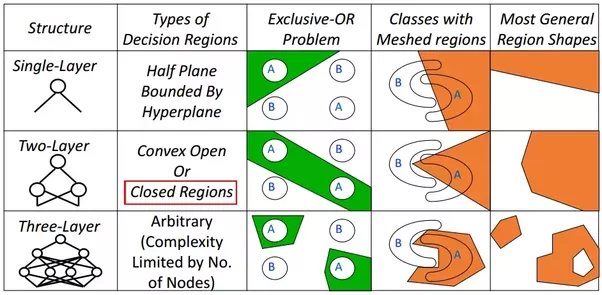 Structure
Types of
Decision Regions
Exclusive-OR
Problem
Classes with
Meshed regions
Most General
Region Shapes
Single-Layer
Half Plane
Bounded By
Hyperplane
A
B
B
A
B
A
Two-Layer
Convex Open
Or
Closed Regions
A
B
B
A
B
A
Three-Layer
Arbitrary
(Complexity
Limited by No.
of Nodes)
A
B
B
A
B
A